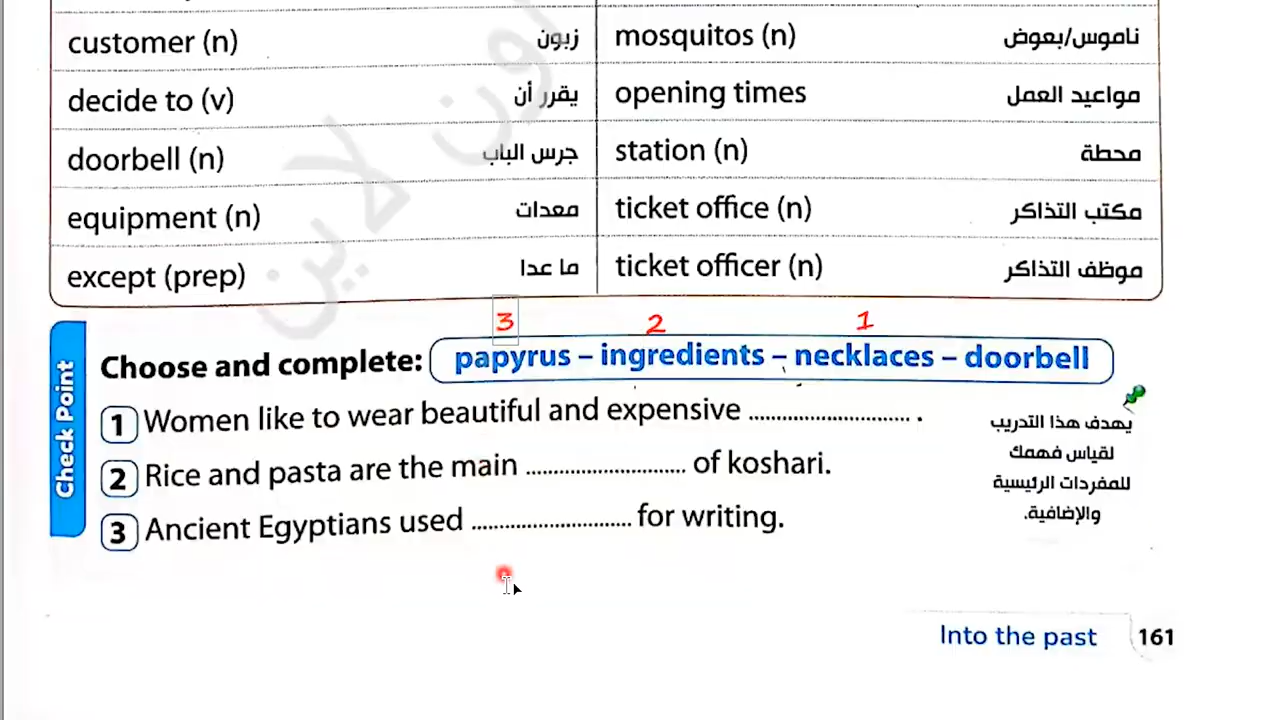 customer (n) زبون mosquitos (n) ناموس/بعوض
decide to (v) يقرر أن opening times مواعيد العمل
doorbell (n) جرس الباب station (n) محطة
equipment (n) معدات ticket office (n) مكتب التذاكر
except (prep) ما عدا ticket officer (n) موظف التذاكر
3 2 1
Check Point
Choose and complete: papyrus – ingredients – necklaces – doorbell
1 Women like to wear beautiful and expensive .............................. .
2 Rice and pasta are the main .............................. of koshari.
3 Ancient Egyptians used .............................. for writing.
يهدف هذا التدريب
لقياس فهمك
للمفردات الرئيسية
والإضافية.
Into the past 161